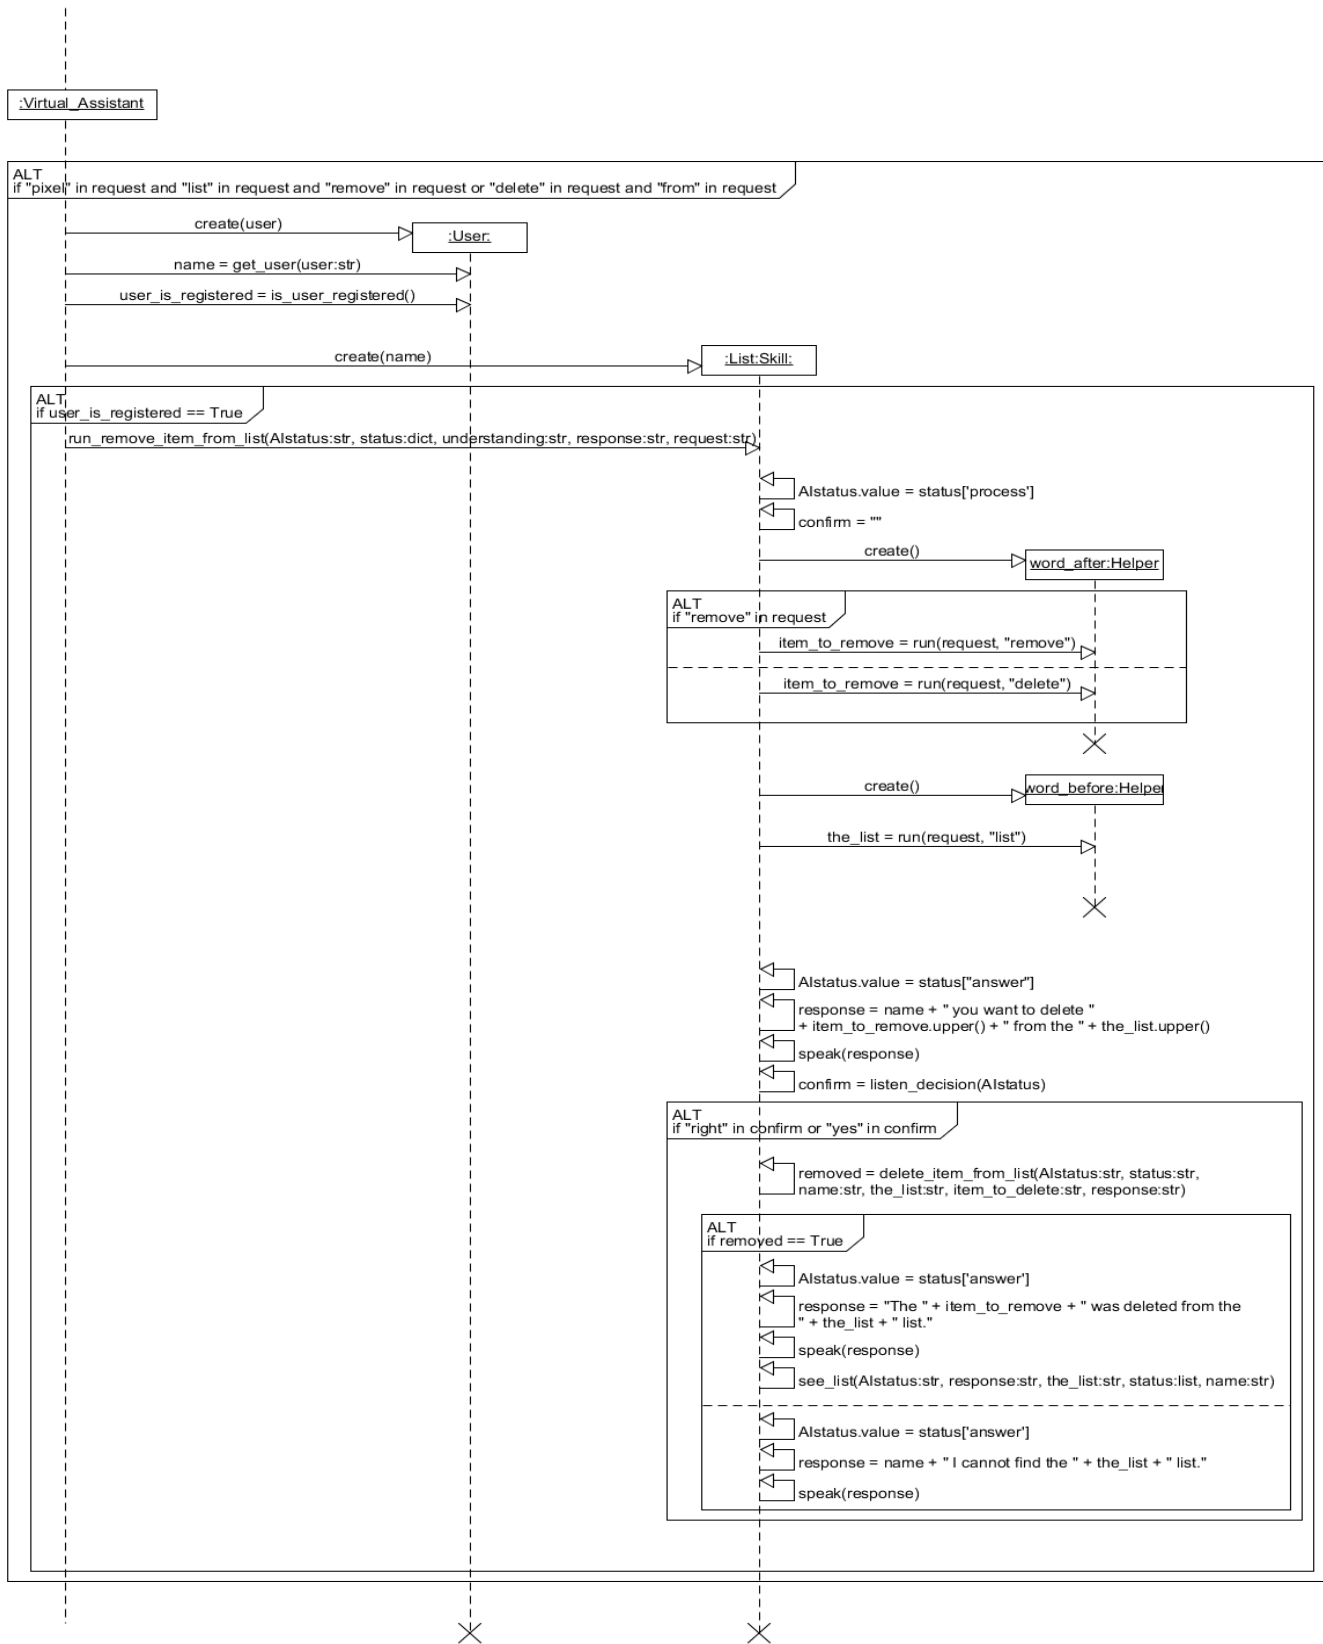 :Virtual_Assistant
ALT
if "pixel" in request and "list" in request and "remove" in request or "delete" in request and "from" in request
create(user)
:User:
name = get_user(user:str)
user_is_registered = is_user_registered()
create(name)
:List:Skill:
ALT
if user_is_registered == True
run_remove_item_from_list(AIstatus:str, status:dict, understanding:str, response:str, request:str)
AIstatus.value = status['process']
confirm = ""
create()
word_after:Helper
ALT
if "remove" in request
item_to_remove = run(request, "remove")
item_to_remove = run(request, "delete")
create()
word_before:Helper
the_list = run(request, "list")
AIstatus.value = status["answer"]
response = name + " you want to delete "
+ item_to_remove.upper() + " from the " + the_list.upper()
speak(response)
confirm = listen_decision(AIstatus)
ALT
if "right" in confirm or "yes" in confirm
removed = delete_item_from_list(AIstatus:str, status:str,
name:str, the_list:str, item_to_delete:str, response:str)
ALT
if removed == True
AIstatus.value = status['answer']
response = "The " + item_to_remove + " was deleted from the
" + the_list + " list."
speak(response)
see_list(AIstatus:str, response:str, the_list:str, status:list, name:str)
AIstatus.value = status['answer']
response = name + " I cannot find the " + the_list + " list."
speak(response)